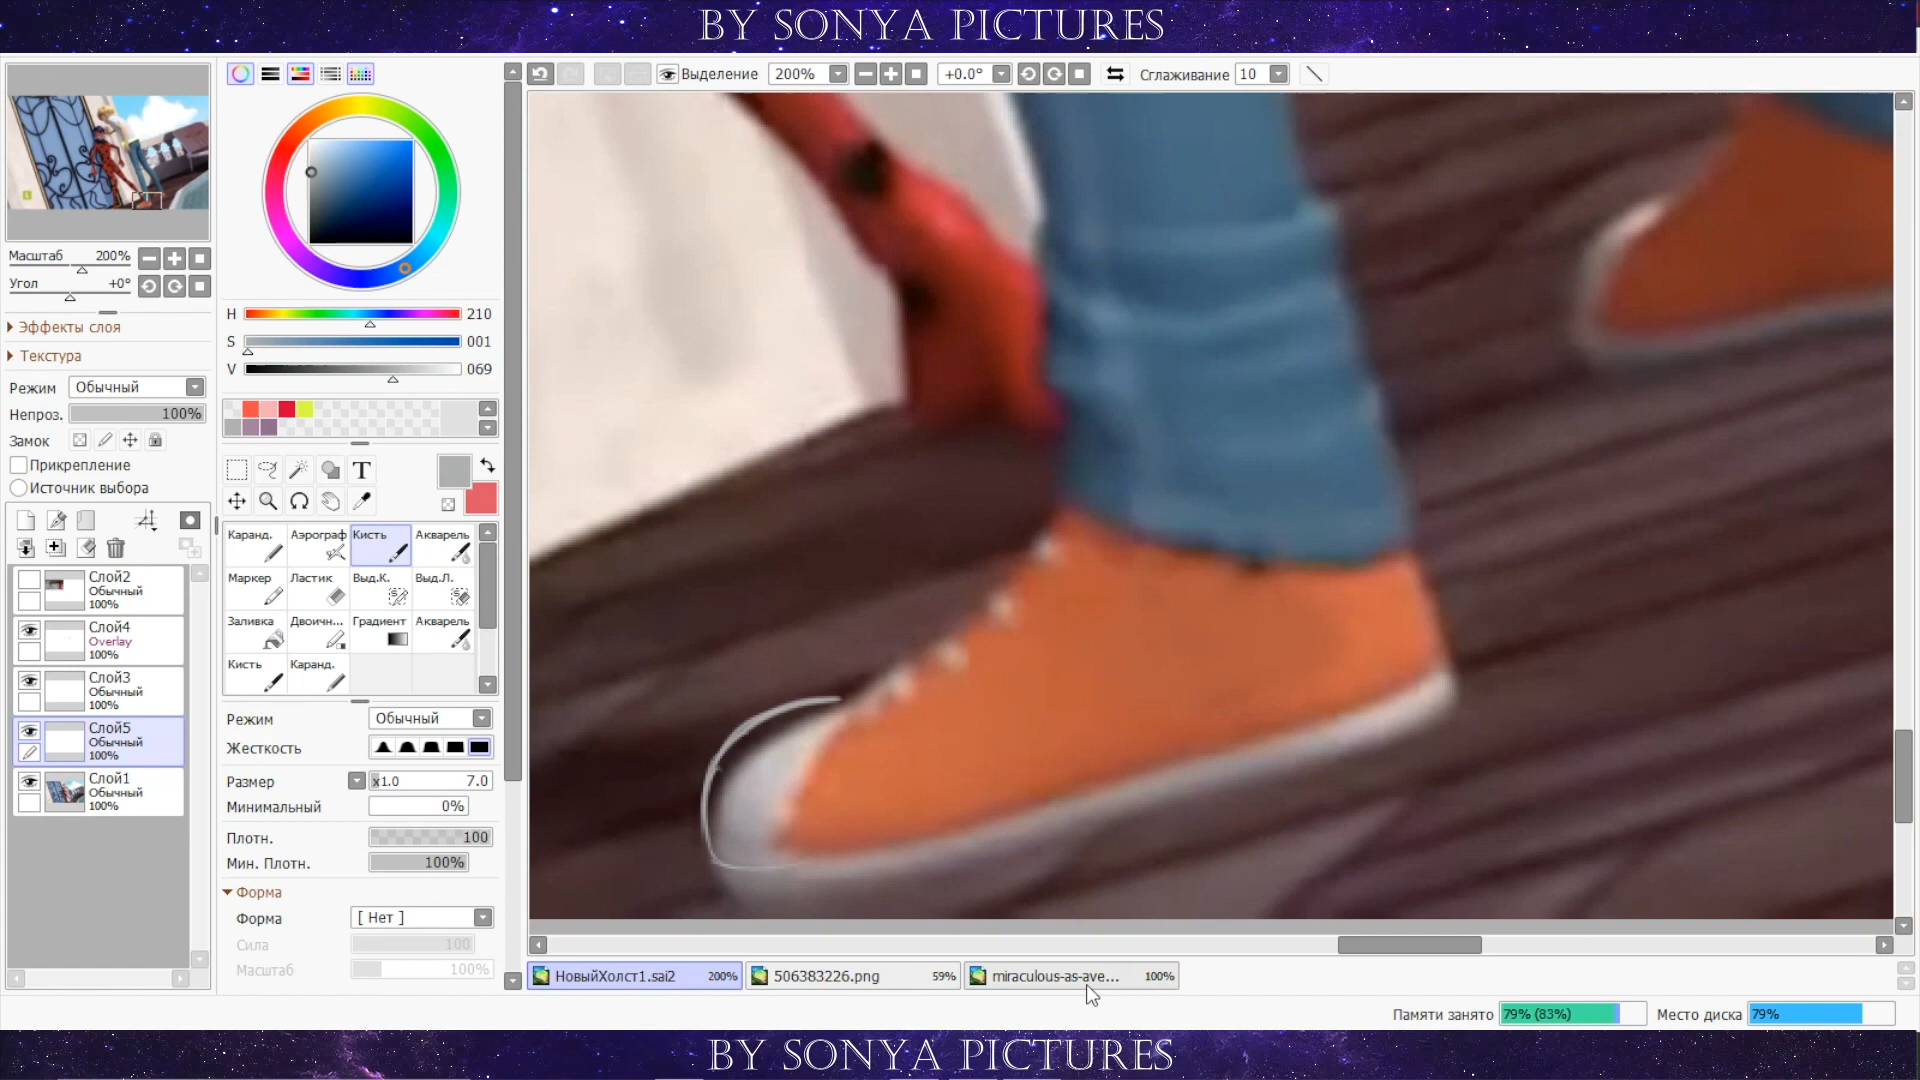 BY SONYA PICTURES
Выделение 200% +0.0° Сглаживание 10
Масштаб 200%
Угол +0°
Эффекты слоя
Текстура
Режим Обычный
Непроз. 100%
Замок
Прикрепление
Источник выбора
Слой2
Обычный
100%
Слой4
Overlay
100%
Слой3
Обычный
100%
Слой5
Обычный
100%
Слой1
Обычный
100%
H 210
S 001
V 069
T
Каранд. Аэрограф Кисть Акварель
Маркер Ластик Выд.К. Выд.Л.
Заливка Двоичн... Градиент Акварель
Кисть Каранд.
Режим Обычный
Жесткость
Размер x1.0 7.0
Минимальный 0%
Плотн. 100
Мин. Плотн. 100%
Форма
Форма [ Нет ]
Сила 100
Масштаб 100%
НовыйХолст1.sai2 200% 506383226.png 59% miraculous-as-ave... 100%
Памяти занято 79% (83%) Место диска 79%
BY SONYA PICTURES